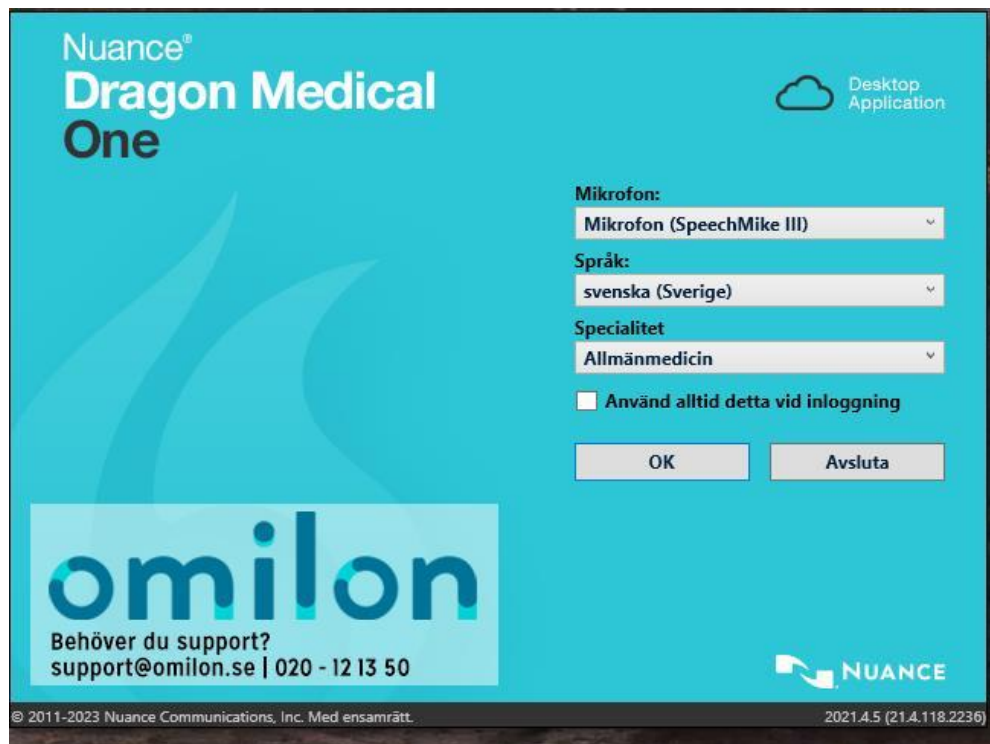 Nuance®
Dragon Medical
One
Desktop
Application
Mikrofon:
Mikrofon (SpeechMike III)
Språk:
svenska (Sverige)
Specialitet
Allmänmedicin
Använd alltid detta vid inloggning
OK
Avsluta
omilon
Behöver du support?
support@omilon.se | 020 - 12 13 50
NUANCE
© 2011-2023 Nuance Communications, Inc. Med ensamrätt.
2021.4.5 (21.4.118.2236)